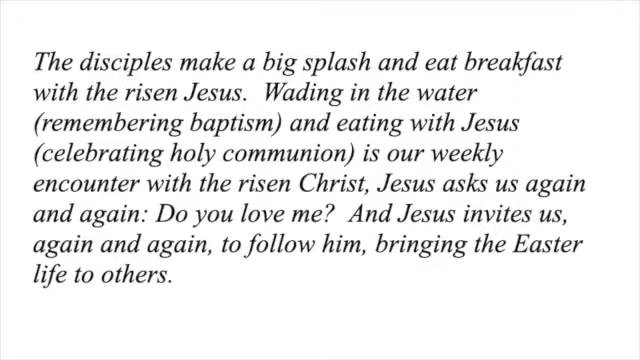 The disciples make a big splash and eat breakfast
with the risen Jesus.  Wading in the water
(remembering baptism) and eating with Jesus
(celebrating holy communion) is our weekly
encounter with the risen Christ, Jesus asks us again
and again: Do you love me?  And Jesus invites us,
again and again, to follow him, bringing the Easter
life to others.